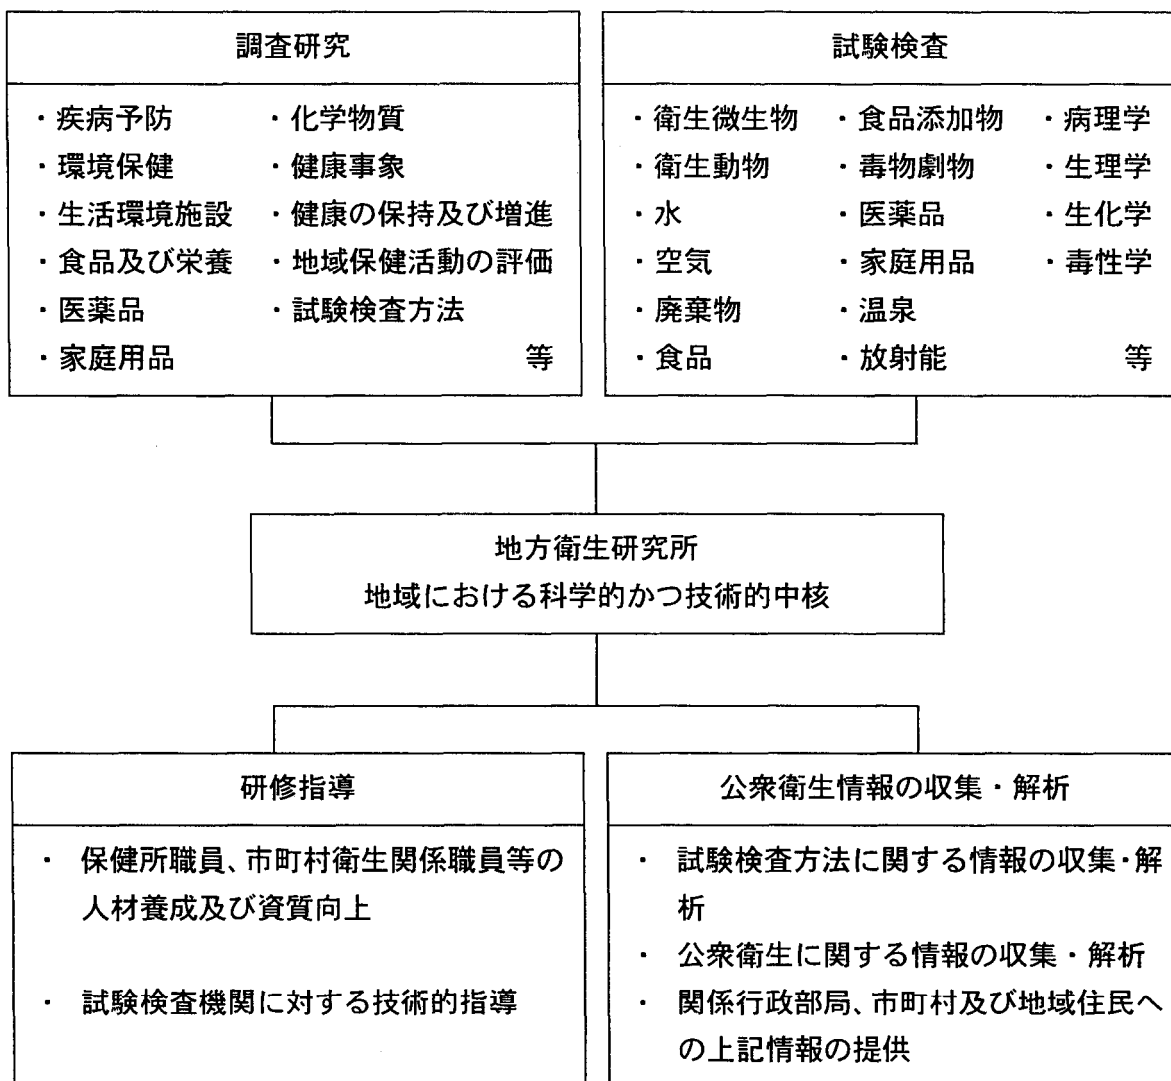 調査研究
・疾病予防 ・化学物質
・環境保健 ・健康事象
・生活環境施設 ・健康の保持及び増進
・食品及び栄養 ・地域保健活動の評価
・医薬品 ・試験検査方法
・家庭用品 等
試験検査
・衛生微生物 ・食品添加物 ・病理学
・衛生動物 ・毒物劇物 ・生理学
・水 ・医薬品 ・生化学
・空気 ・家庭用品 ・毒性学
・廃棄物 ・温泉
・食品 ・放射能 等
地方衛生研究所
地域における科学的かつ技術的中核
研修指導
・ 保健所職員、市町村衛生関係職員等の
人材養成及び資質向上
・ 試験検査機関に対する技術的指導
公衆衛生情報の収集・解析
・ 試験検査方法に関する情報の収集・解
析
・ 公衆衛生に関する情報の収集・解析
・ 関係行政部局、市町村及び地域住民へ
の上記情報の提供